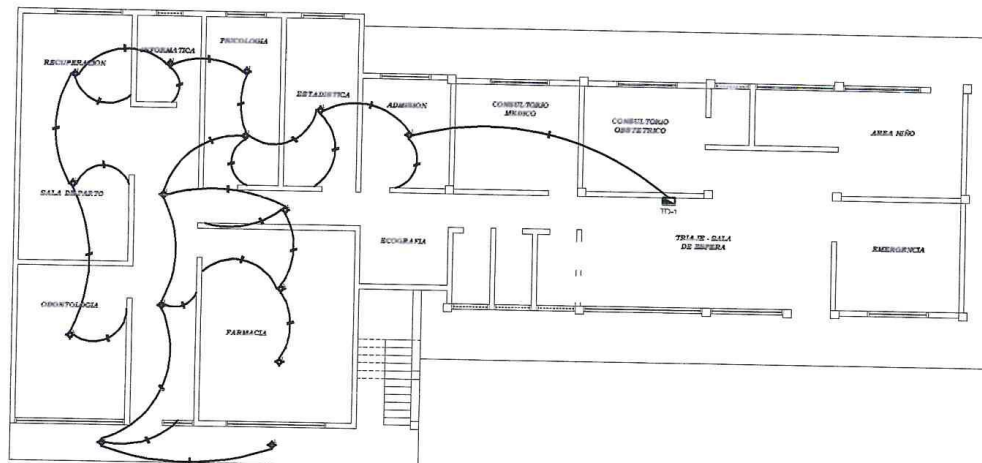 INFORMATICA
PSICOLOGIA
RECUPERACION
ESTADISTICA
ADMISION
CONSULTORIO
MEDICO
CONSULTORIO
OBSTETRICO
AREA NIÑO
SALA DE PARTO
TD-1
ECOGRAFIA
TRIAJE - SALA
DE ESPERA
EMERGENCIA
ODONTOLOGIA
FARMACIA